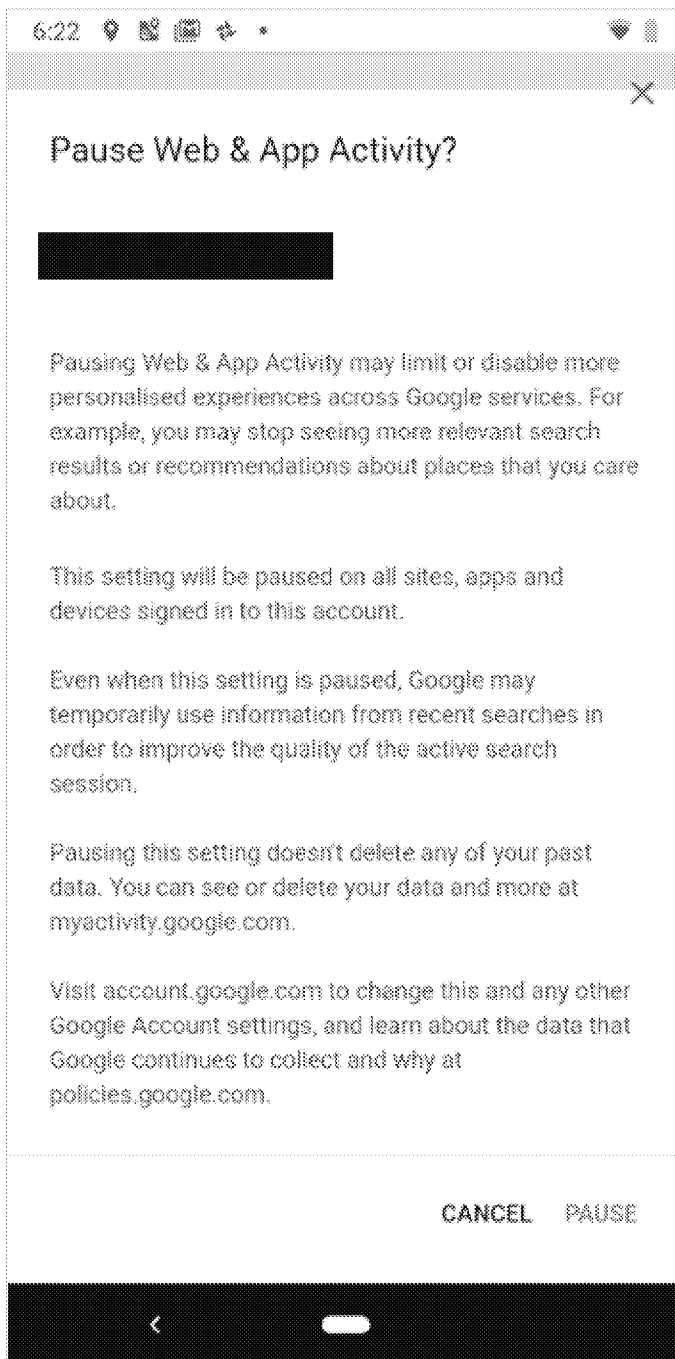 6:22
Pause Web & App Activity?
Pausing Web & App Activity may limit or disable more
personalised experiences across Google services. For
example, you may stop seeing more relevant search
results or recommendations about places that you care
about.
This setting will be paused on all sites, apps and
devices signed in to this account.
Even when this setting is paused, Google may
temporarily use information from recent searches in
order to improve the quality of the active search
session.
Pausing this setting doesn't delete any of your past
data. You can see or delete your data and more at
myactivity.google.com.
Visit account.google.com to change this and any other
Google Account settings, and learn about the data that
Google continues to collect and why at
policies.google.com.
CANCEL PAUSE